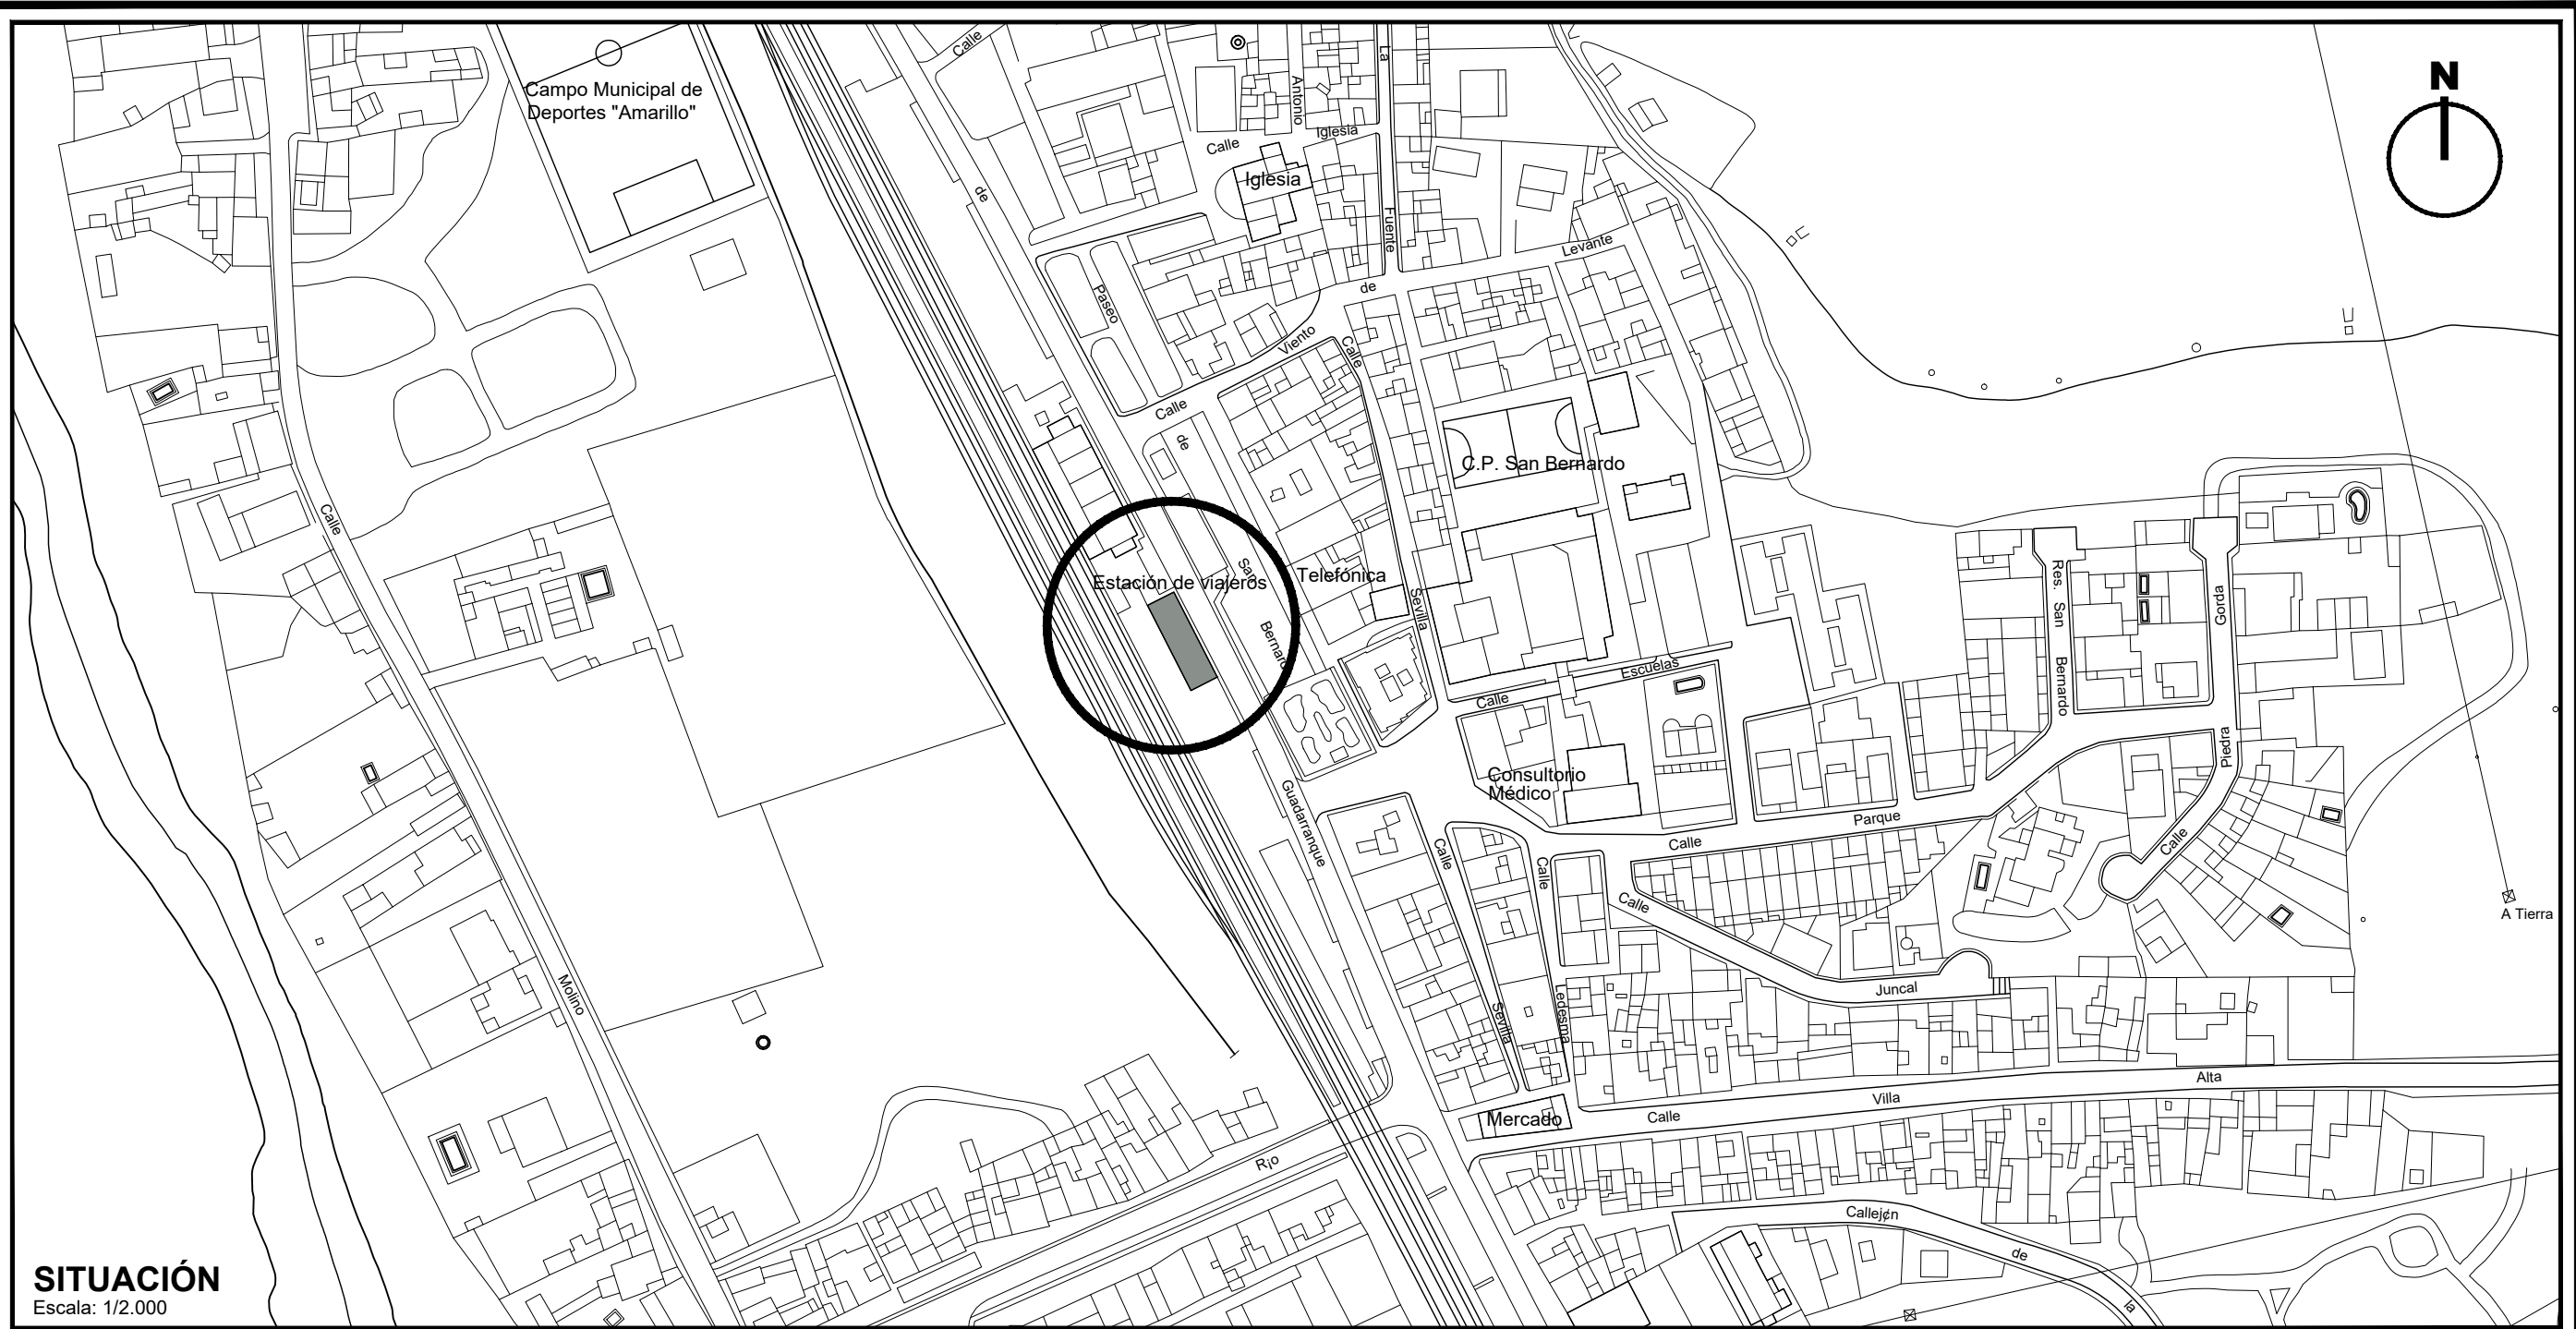 Calle
La
N
Campo Municipal de
Deportes "Amarillo"
Antonio
Iglesia
Calle
Iglesia
de
Fuente
Levante
de
Paseo
Viento
Calle
Calle
de
C.P. San Bernardo
Calle
Estación de viajeros
San
Telefónica
Sevilla
Bernardo
Res. San Bernardo
Gorda
Escuelas
Calle
Piedra
Consultorio
Médico
Guadarranque
Parque
Calle
Calle
Calle
Calle
Calle
A Tierra
Molino
Juncal
Sevilla
Ledesma
Alta
Villa
Calle
Mercado
R¡o
Callej¢n
de
la
SITUACIÓN
Escala: 1/2.000